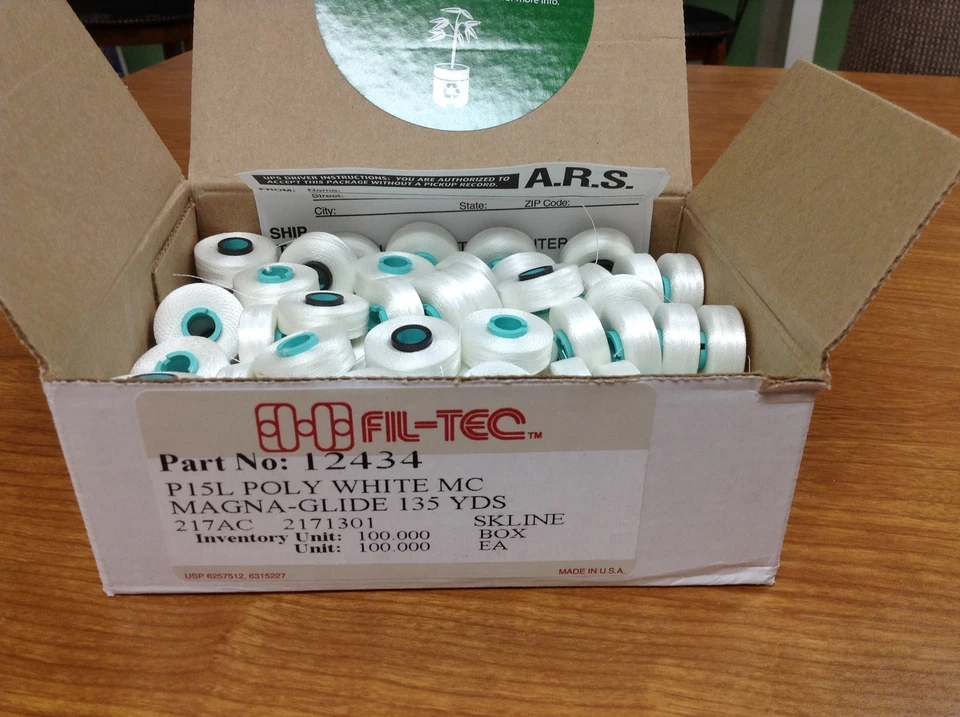 more info.
UPS DRIVER INSTRUCTIONS: YOU ARE AUTHORIZED TO
ACCEPT THIS PACKAGE WITHOUT A PICKUP RECORD.
A.R.S.
FROM: Name:
Street:
City: State: ZIP Code:
SHIP
FIL-TEC™
Part No: 12434
P15L POLY WHITE MC
MAGNA-GLIDE 135 YDS
217AC 2171301 SKLINE
Inventory Unit: 100.000 BOX
Unit: 100.000 EA
USP 6257512, 6315227
MADE IN U.S.A.